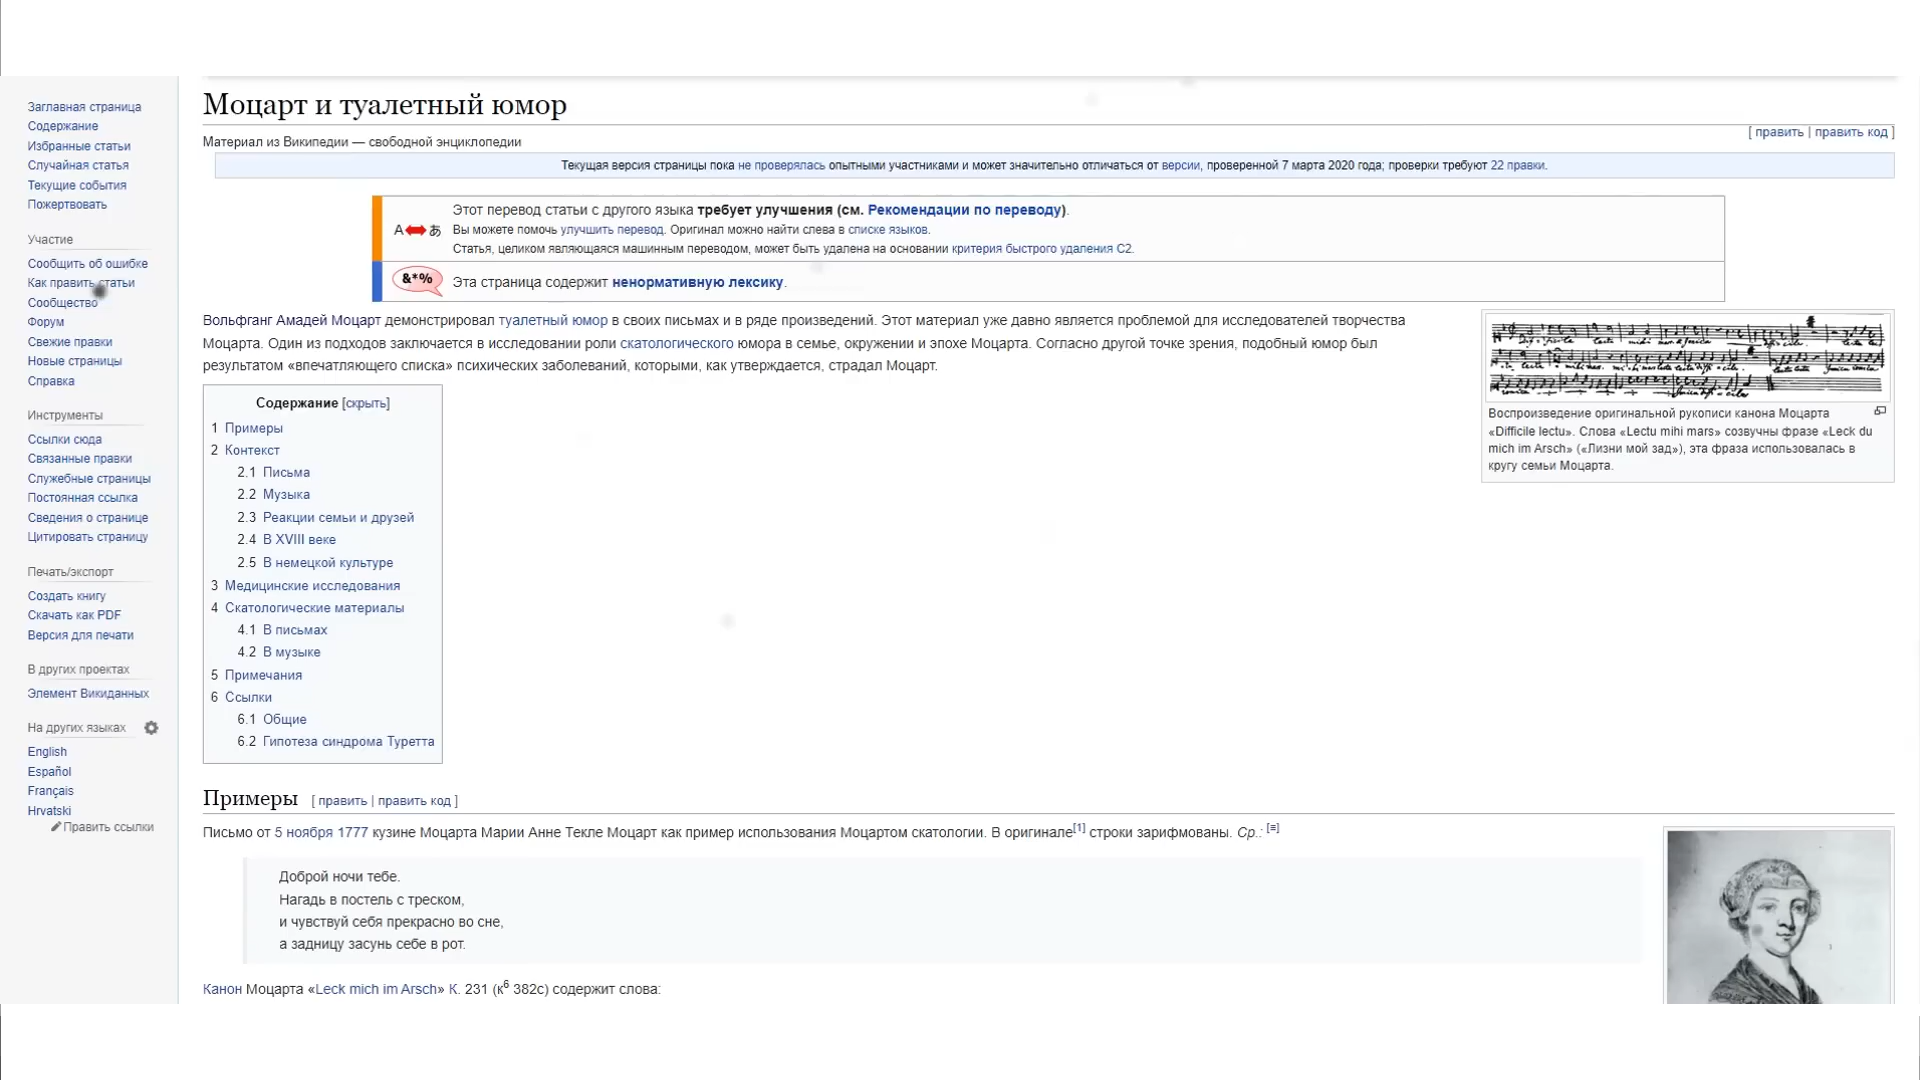 Заглавная страница
Содержание
Избранные статьи
Случайная статья
Текущие события
Пожертвовать
Участие
Сообщить об ошибке
Как править статьи
Сообщество
Форум
Свежие правки
Новые страницы
Справка
Инструменты
Ссылки сюда
Связанные правки
Служебные страницы
Постоянная ссылка
Сведения о странице
Цитировать страницу
Печать/экспорт
Создать книгу
Скачать как PDF
Версия для печати
В других проектах
Элемент Викиданных
На других языках
English
Español
Français
Hrvatski
Править ссылки
Моцарт и туалетный юмор
[ править | править код ]
Материал из Википедии — свободной энциклопедии
Текущая версия страницы пока не проверялась опытными участниками и может значительно отличаться от версии, проверенной 7 марта 2020 года; проверки требуют 22 правки.
A あ
Этот перевод статьи с другого языка требует улучшения (см. Рекомендации по переводу).
Вы можете помочь улучшить перевод. Оригинал можно найти слева в списке языков.
Статья, целиком являющаяся машинным переводом, может быть удалена на основании критерия быстрого удаления С2.
&*%
Эта страница содержит ненормативную лексику.
Вольфганг Амадей Моцарт демонстрировал туалетный юмор в своих письмах и в ряде произведений. Этот материал уже давно является проблемой для исследователей творчества
Моцарта. Один из подходов заключается в исследовании роли скатологического юмора в семье, окружении и эпохе Моцарта. Согласно другой точке зрения, подобный юмор был
результатом «впечатляющего списка» психических заболеваний, которыми, как утверждается, страдал Моцарт.
Воспроизведение оригинальной рукописи канона Моцарта
«Difficile lectu». Слова «Lectu mihi mars» созвучны фразе «Leck du
mich im Arsch» («Лизни мой зад»), эта фраза использовалась в
кругу семьи Моцарта.
Содержание [скрыть]
1 Примеры
2 Контекст
2.1 Письма
2.2 Музыка
2.3 Реакции семьи и друзей
2.4 В XVIII веке
2.5 В немецкой культуре
3 Медицинские исследования
4 Скатологические материалы
4.1 В письмах
4.2 В музыке
5 Примечания
6 Ссылки
6.1 Общие
6.2 Гипотеза синдрома Туретта
Примеры [ править | править код ]
Письмо от 5 ноября 1777 кузине Моцарта Марии Анне Текле Моцарт как пример использования Моцартом скатологии. В оригинале[1] строки зарифмованы. Ср.: [≡]
Доброй ночи тебе.
Нагадь в постель с треском,
и чувствуй себя прекрасно во сне,
а задницу засунь себе в рот.
Канон Моцарта «Leck mich im Arsch» К. 231 (к6 382c) содержит слова: